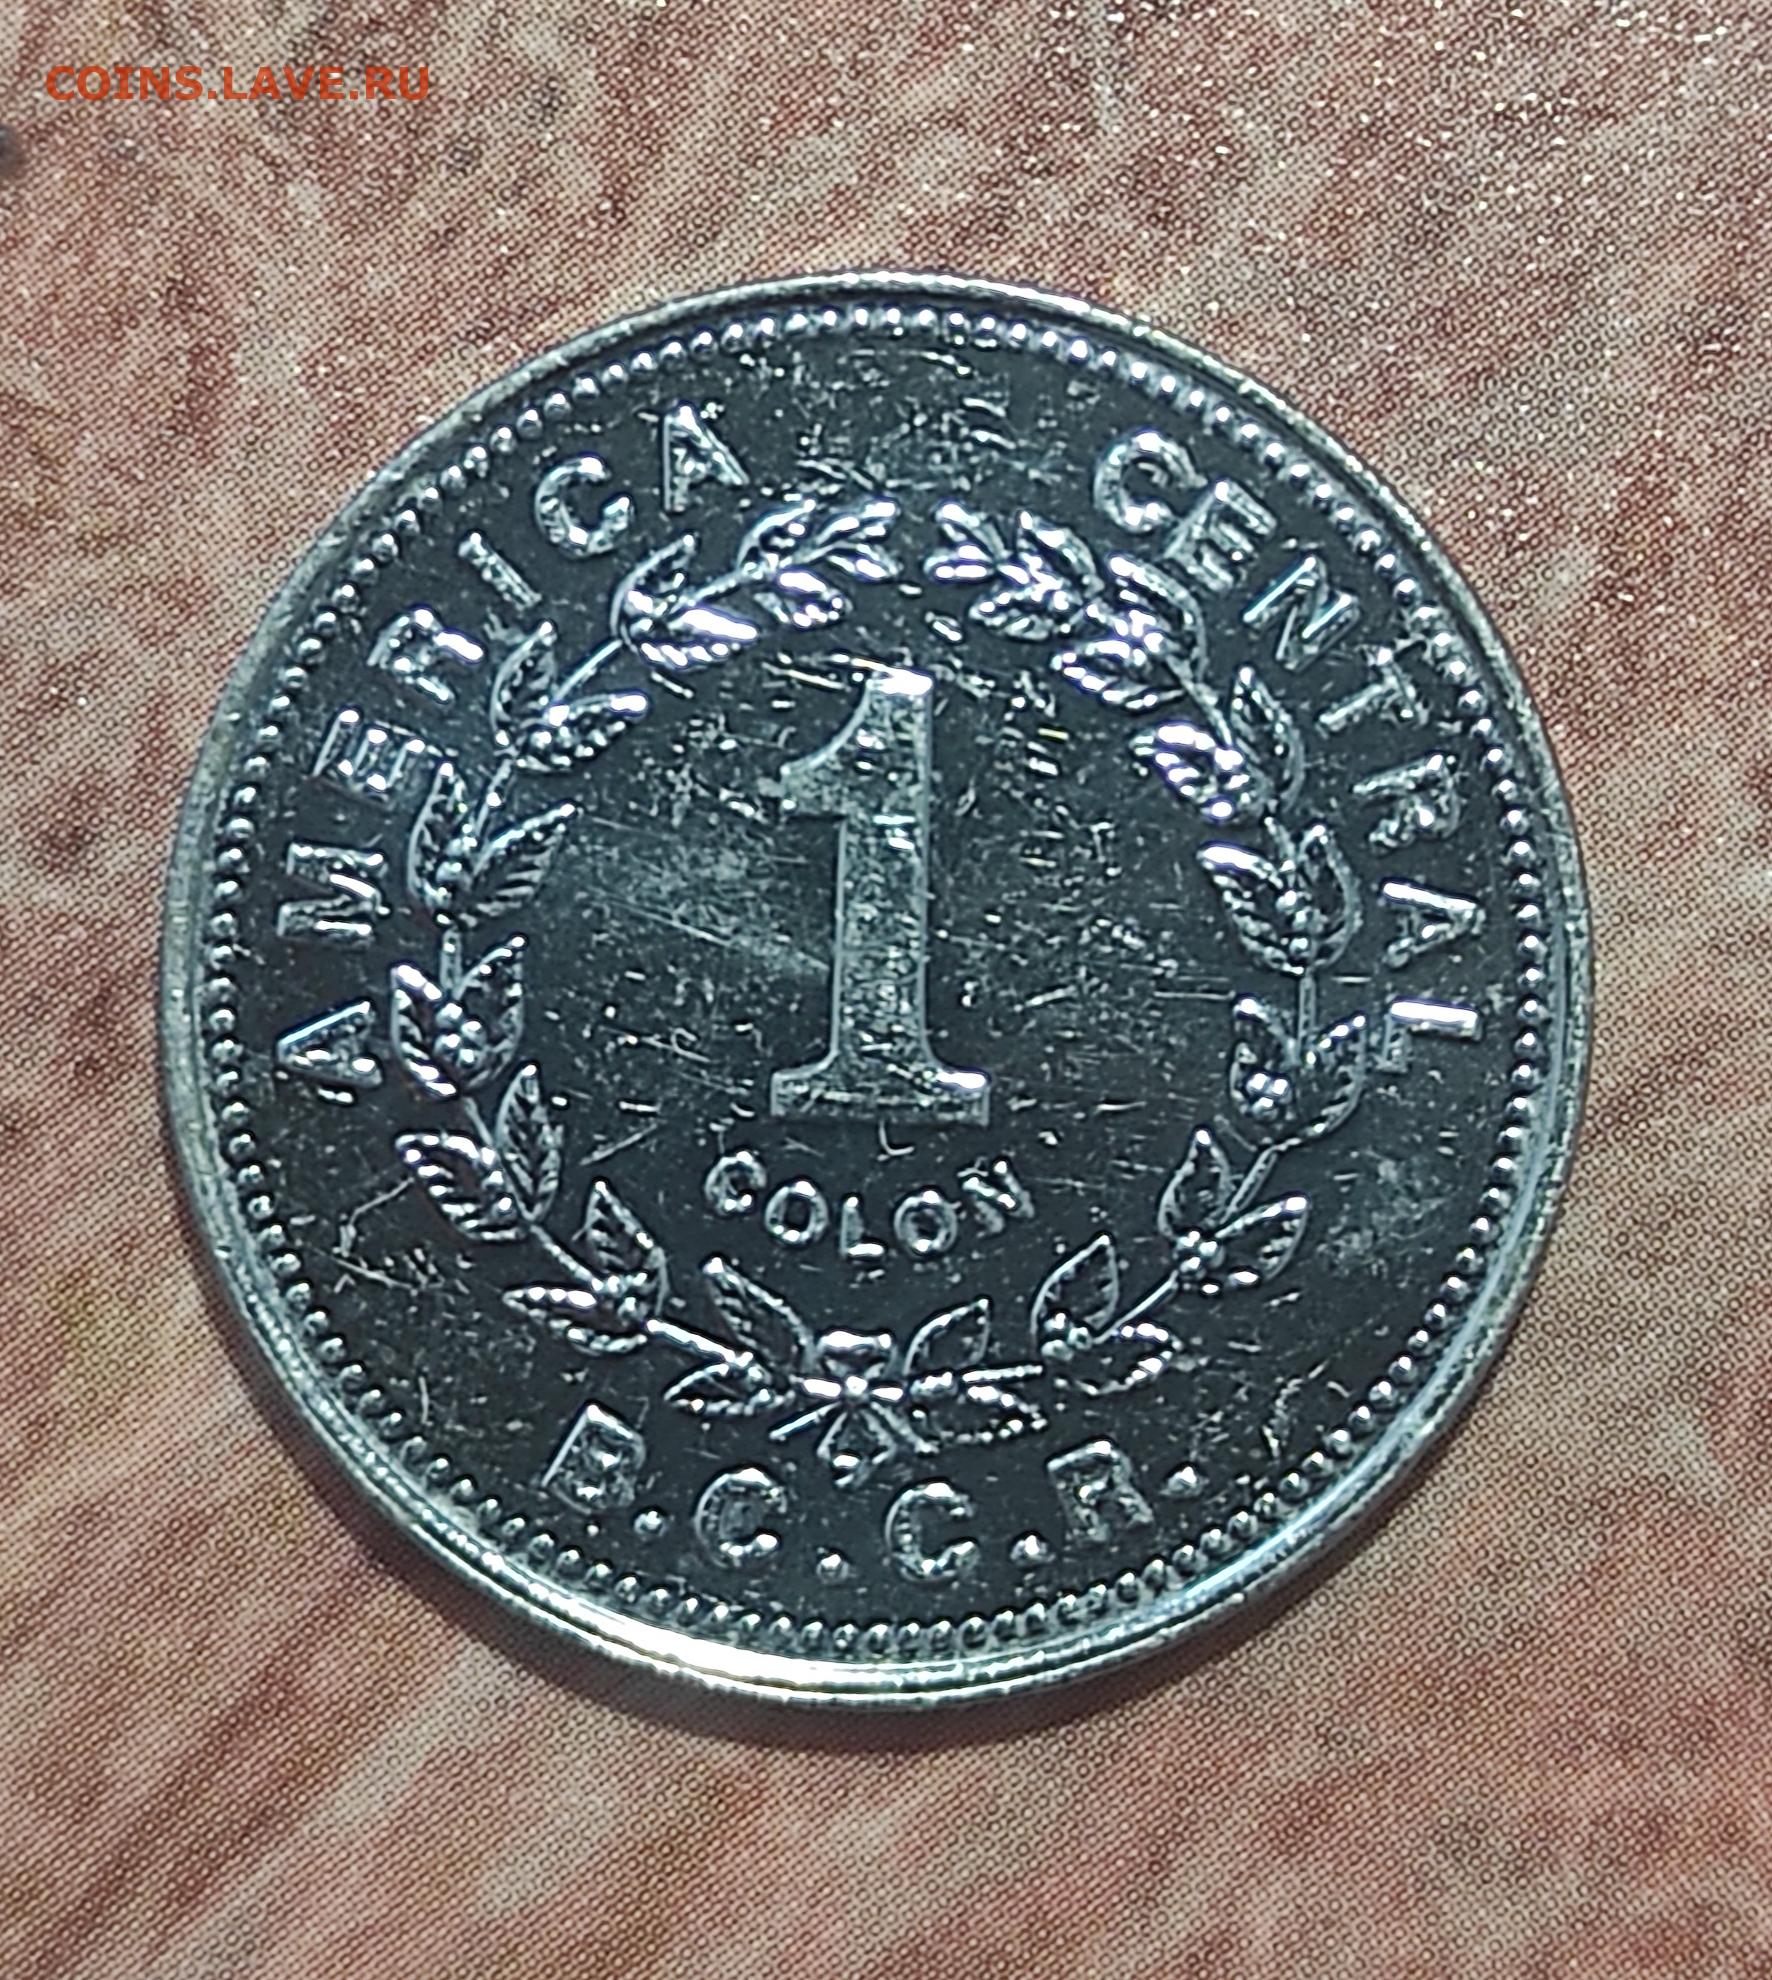 COINS.LAVE.RU
AMERICA CENTRAL
1
COLON
B.C.C.R.